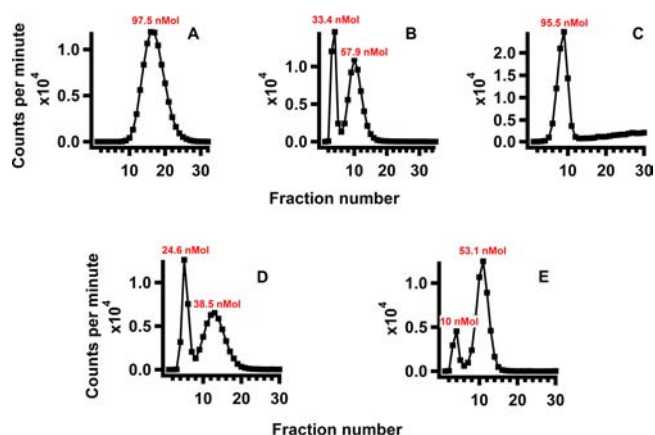 97.5 nMol
A
33.4 nMol
57.9 nMol
B
95.5 nMol
C
Counts per minute
x10⁴
1.0
0.5
0.0
10 20 30
1.0
0.5
0.0
10 20 30
2.0
1.5
1.0
0.5
0.0
10 20 30
Fraction number
24.6 nMol
38.5 nMol
D
53.1 nMol
10 nMol
E
Counts per minute
x10⁴
1.0
0.5
0.0
10 20 30
x10⁴
1.0
0.5
0.0
10 20 30
x10⁴
x10⁴
Fraction number